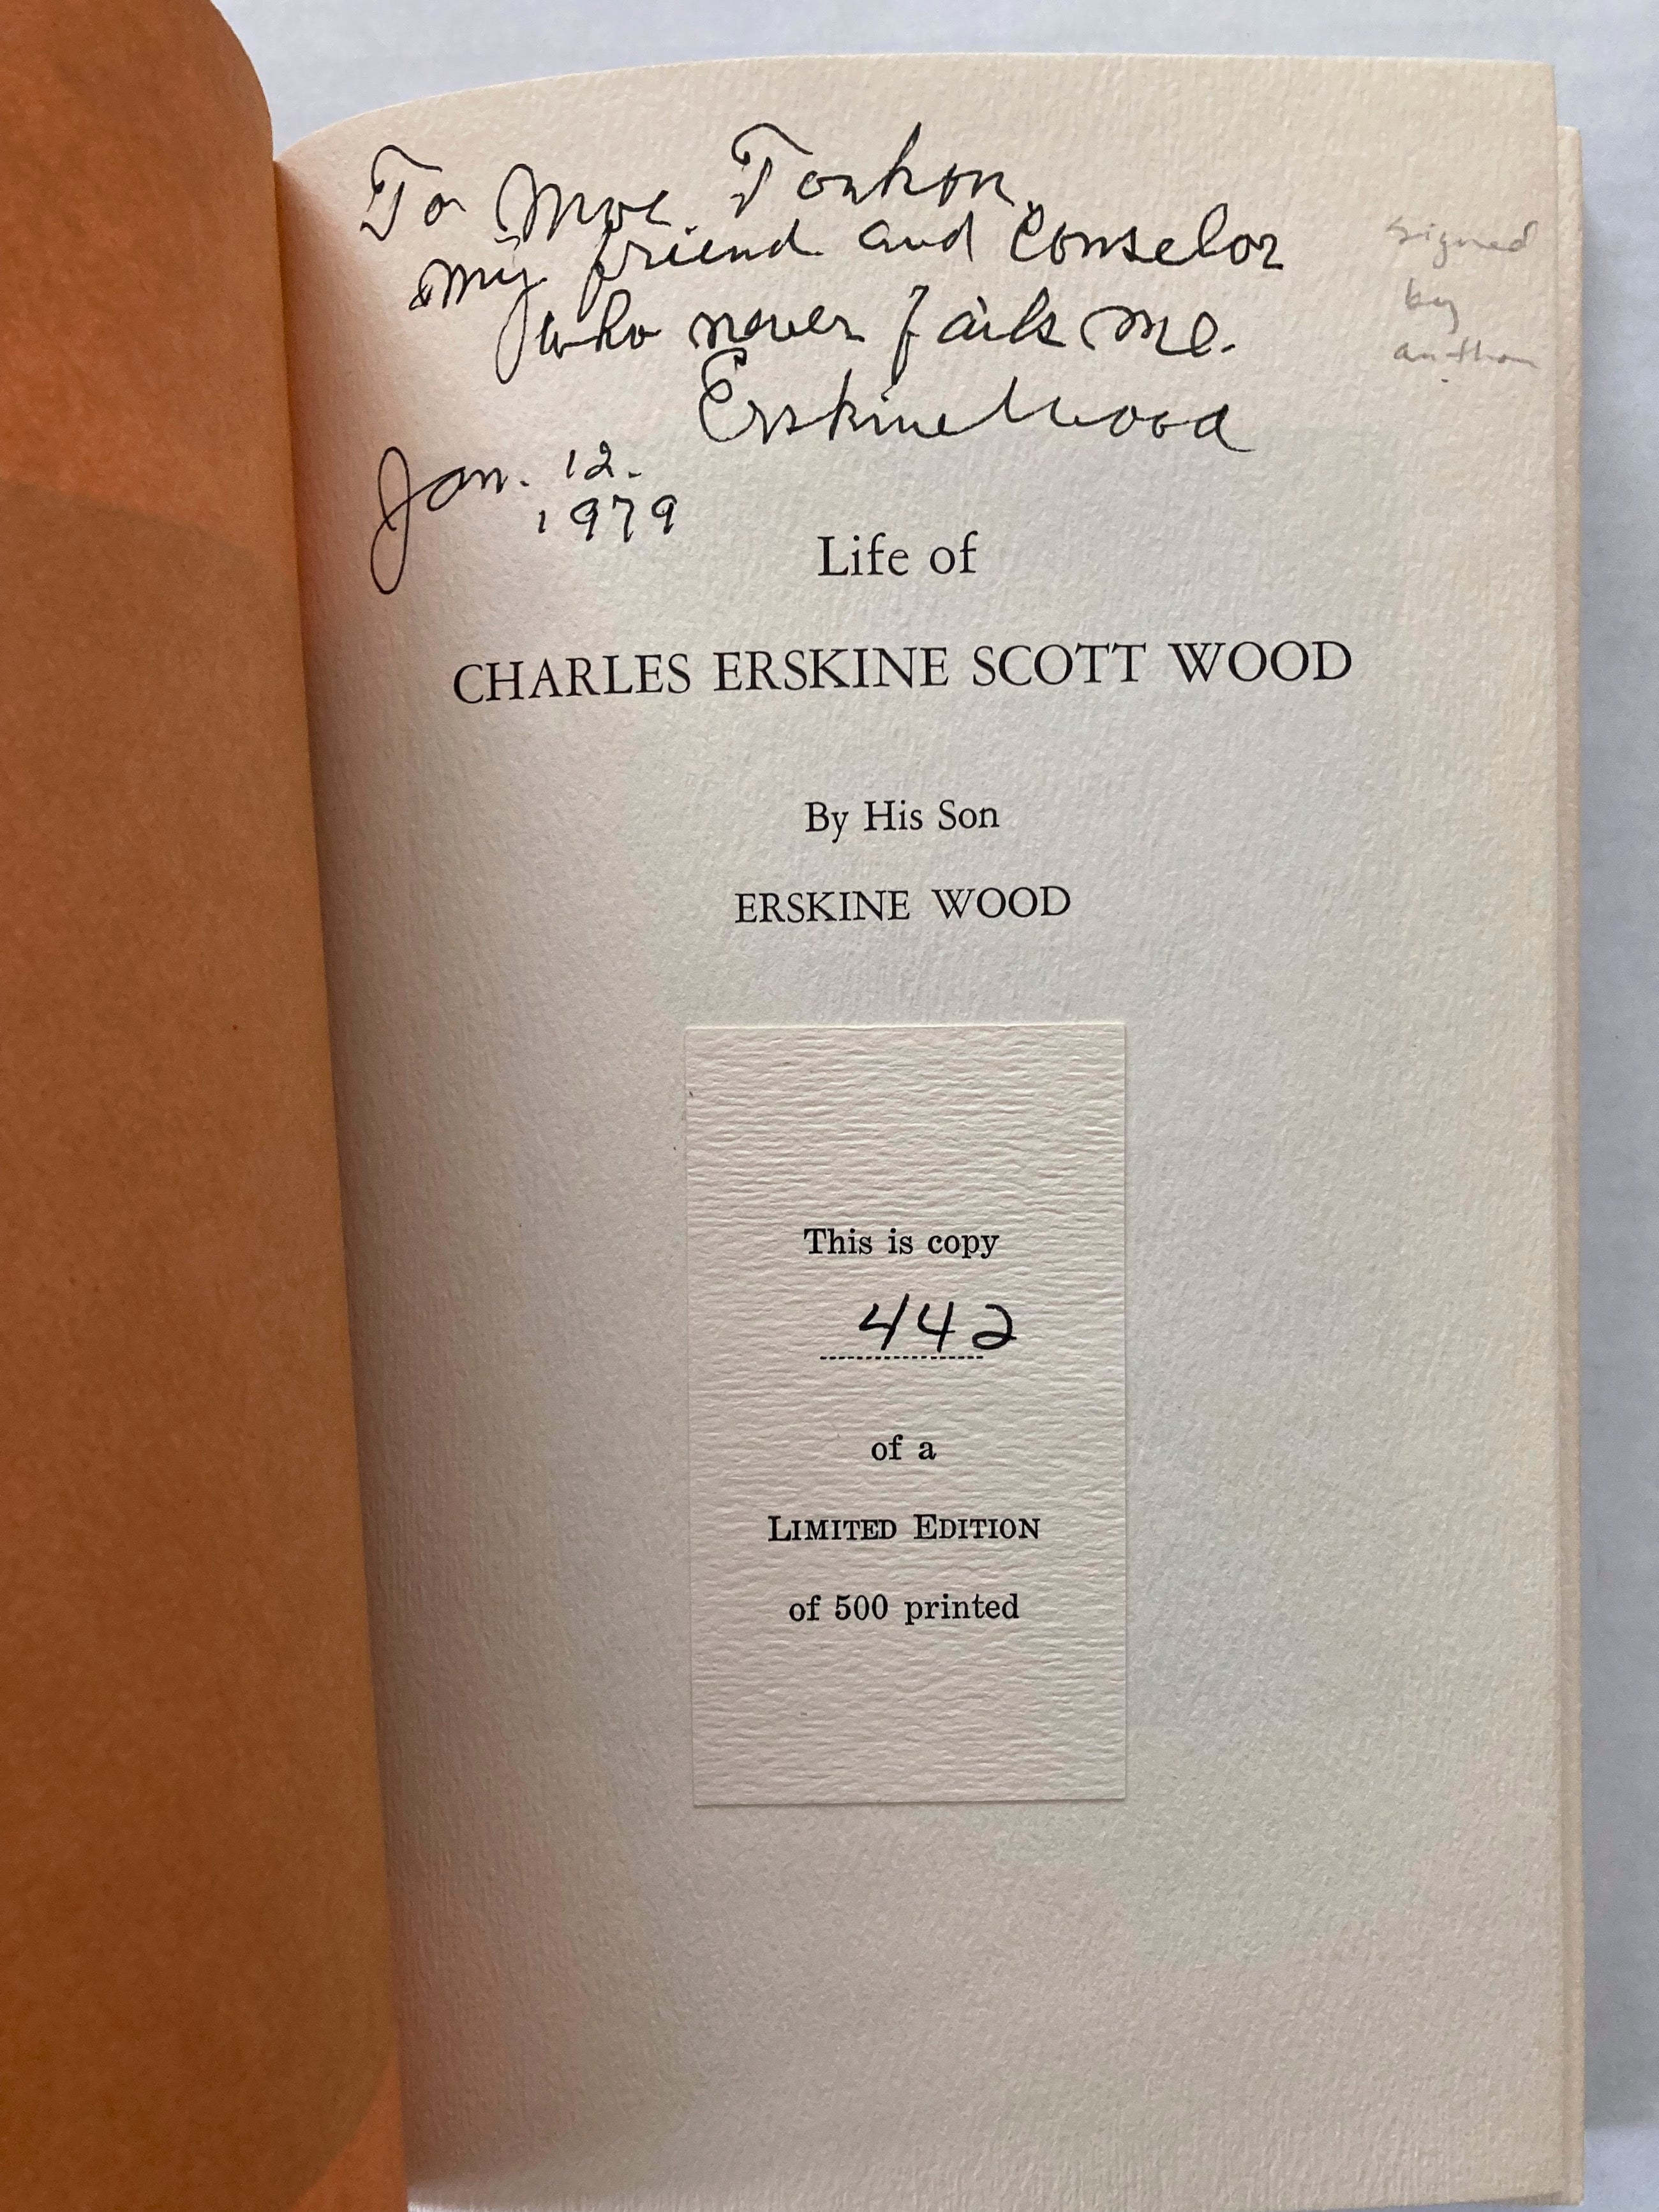 To Moe Tonkon,
my friend and conselor
who never fails me.
Erskine Wood
Jan. 12.
1979
signed
by
author
Life of
CHARLES ERSKINE SCOTT WOOD
By His Son
ERSKINE WOOD
This is copy
442
of a
LIMITED EDITION
of 500 printed